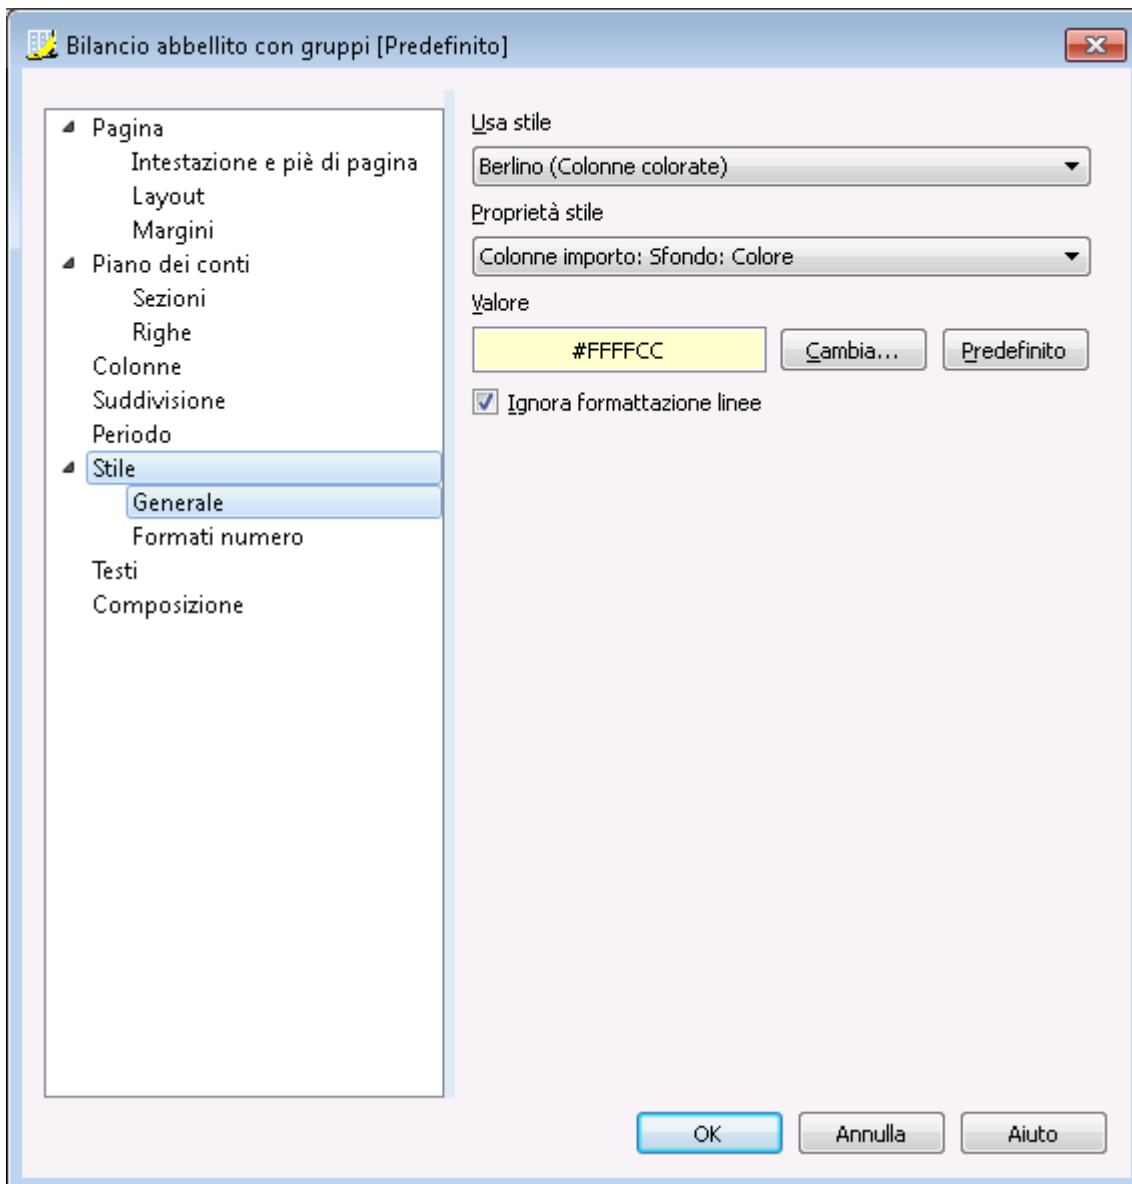 Bilancio abbellito con gruppi [Predefinito]
Pagina
Intestazione e piè di pagina
Layout
Margini
Piano dei conti
Sezioni
Righe
Colonne
Suddivisione
Periodo
Stile
Generale
Formati numero
Testi
Composizione
Usa stile
Berlino (Colonne colorate)
Proprietà stile
Colonne importo: Sfondo: Colore
Valore
#FFFFCC Cambia... Predefinito
Ignora formattazione linee
OK Annulla Aiuto